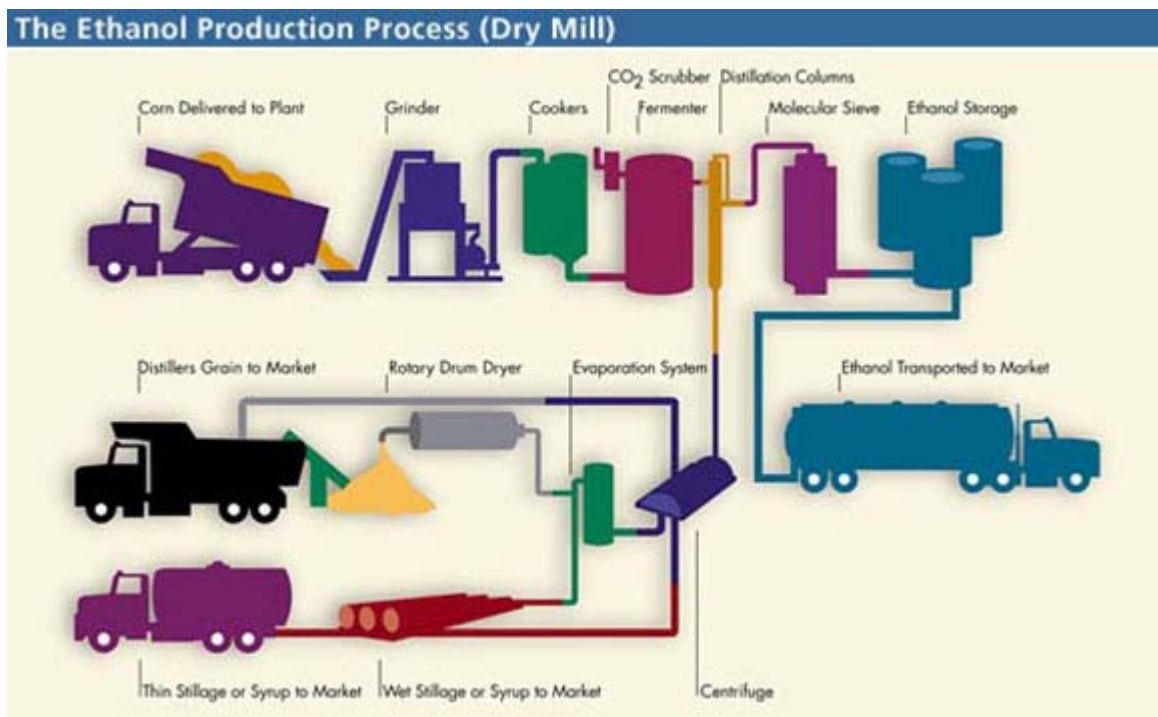 The Ethanol Production Process (Dry Mill)
CO2 Scrubber
Distillation Columns
Corn Delivered to Plant
Grinder
Cookers
Fermenter
Molecular Sieve
Ethanol Storage
Distillers Grain to Market
Rotary Drum Dryer
Evaporation System
Ethanol Transported to Market
Thin Stillage or Syrup to Market
Wet Stillage or Syrup to Market
Centrifuge